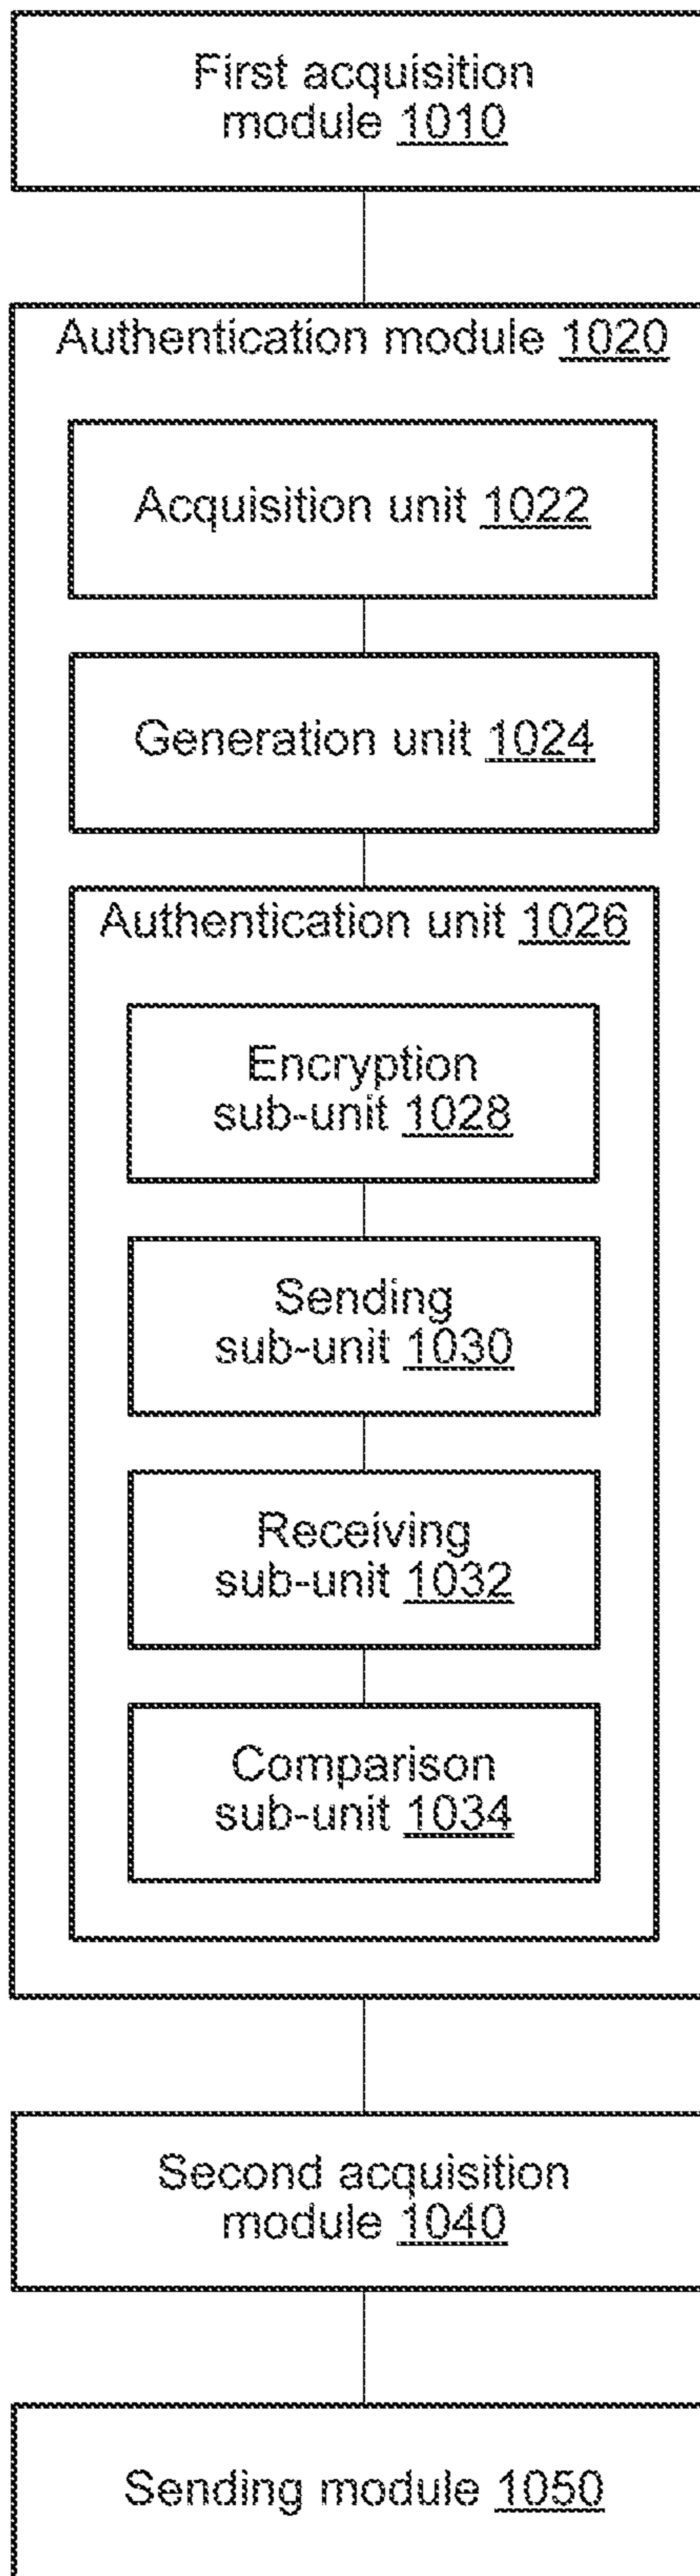 First acquisition
module 1010
Authentication module 1020
Acquisition unit 1022
Generation unit 1024
Authentication unit 1026
Encryption
sub-unit 1028
Sending
sub-unit 1030
Receiving
sub-unit 1032
Comparison
sub-unit 1034
Second acquisition
module 1040
Sending module 1050